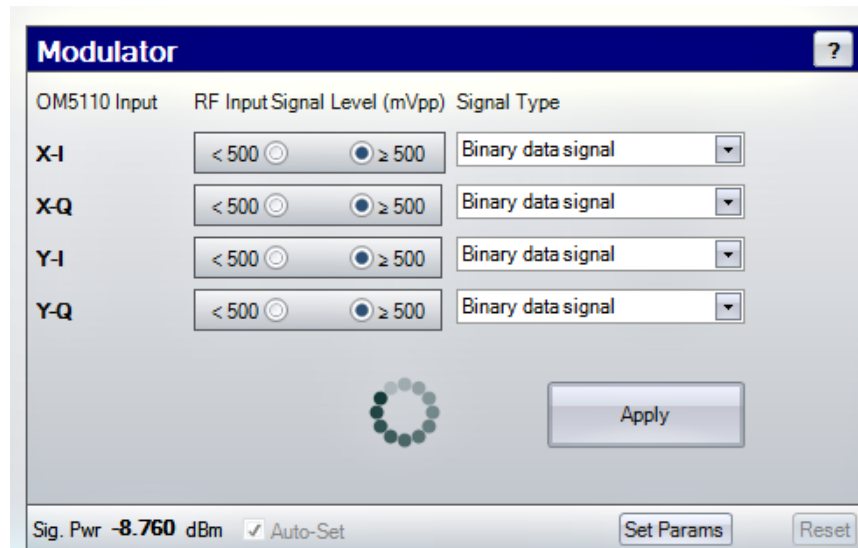 Modulator ?
OM5110 Input RF Input Signal Level (mVpp) Signal Type
X-I < 500 ≥ 500 Binary data signal
X-Q < 500 ≥ 500 Binary data signal
Y-I < 500 ≥ 500 Binary data signal
Y-Q < 500 ≥ 500 Binary data signal
Apply
Sig. Pwr -8.760 dBm Auto-Set Set Params Reset